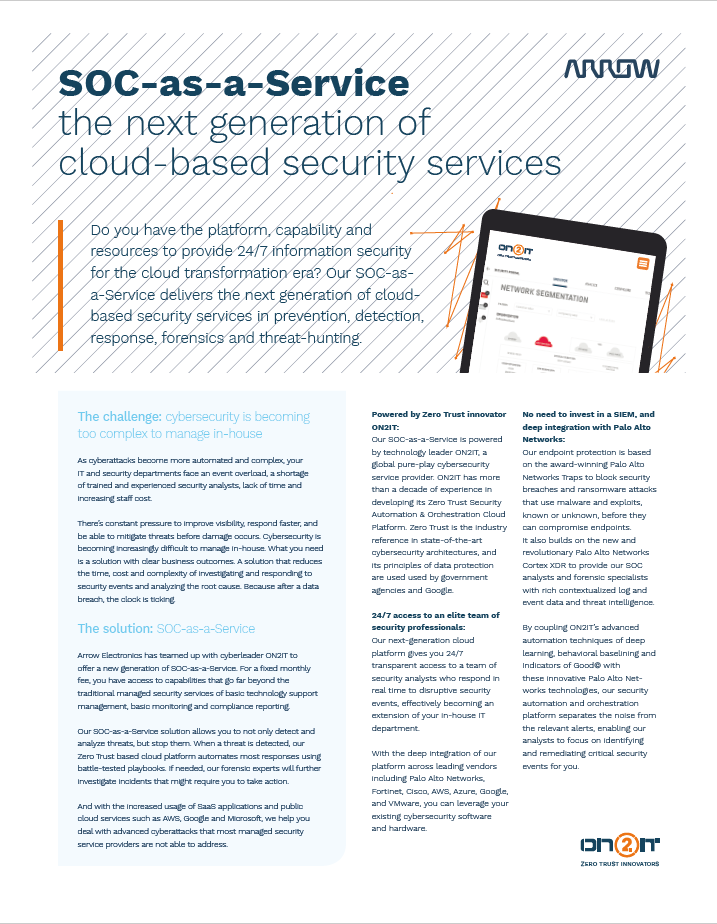 ARROW
SOC-as-a-Service
the next generation of
cloud-based security services
Do you have the platform, capability and
resources to provide 24/7 information security
for the cloud transformation era? Our SOC-as-
a-Service delivers the next generation of cloud-
based security services in prevention, detection,
response, forensics and threat-hunting.
ON2IT
NETWORK SEGMENTATION
The challenge: cybersecurity is becoming
too complex to manage in-house
As cyberattacks become more automated and complex, your
IT and security departments face an event overload, a shortage
of trained and experienced security analysts, lack of time and
increasing staff cost.
There's constant pressure to improve visibility, respond faster, and
be able to mitigate threats before damage occurs. Cybersecurity is
becoming increasingly difficult to manage in-house. What you need
is a solution with clear business outcomes. A solution that reduces
the time, cost and complexity of investigating and responding to
security events and analyzing the root cause. Because after a data
breach, the clock is ticking.
The solution: SOC-as-a-Service
Arrow Electronics has teamed up with cyberleader ON2IT to
offer a new generation of SOC-as-a-Service. For a fixed monthly
fee, you have access to capabilities that go far beyond the
traditional managed security services of basic technology support
management, basic monitoring and compliance reporting.
Our SOC-as-a-Service solution allows you to not only detect and
analyze threats, but stop them. When a threat is detected, our
Zero Trust based cloud platform automates most responses using
battle-tested playbooks. If needed, our forensic experts will further
investigate incidents that might require you to take action.
And with the increased usage of SaaS applications and public
cloud services such as AWS, Google and Microsoft, we help you
deal with advanced cyberattacks that most managed security
service providers are not able to address.
Powered by Zero Trust innovator
ON2IT:
Our SOC-as-a-Service is powered
by technology leader ON2IT, a
global pure-play cybersecurity
service provider. ON2IT has more
than a decade of experience in
developing its Zero Trust Security
Automation & Orchestration Cloud
Platform. Zero Trust is the industry
reference in state-of-the-art
cybersecurity architectures, and
its principles of data protection
are used used by government
agencies and Google.
24/7 access to an elite team of
security professionals:
Our next-generation cloud
platform gives you 24/7
transparent access to a team of
security analysts who respond in
real time to disruptive security
events, effectively becoming an
extension of your in-house IT
department.
With the deep integration of our
platform across leading vendors
including Palo Alto Networks,
Fortinet, Cisco, AWS, Azure, Google,
and VMware, you can leverage your
existing cybersecurity software
and hardware.
No need to invest in a SIEM, and
deep integration with Palo Alto
Networks:
Our endpoint protection is based
on the award-winning Palo Alto
Networks Traps to block security
breaches and ransomware attacks
that use malware and exploits,
known or unknown, before they
can compromise endpoints.
It also builds on the new and
revolutionary Palo Alto Networks
Cortex XDR to provide our SOC
analysts and forensic specialists
with rich contextualized log and
event data and threat intelligence.
By coupling ON2IT's advanced
automation techniques of deep
learning, behavioral baselining and
Indicators of Good© with
these innovative Palo Alto Net-
works technologies, our security
automation and orchestration
platform separates the noise from
the relevant alerts, enabling our
analysts to focus on identifying
and remediating critical security
events for you.
ON2IT
ZERO TRUST INNOVATORS